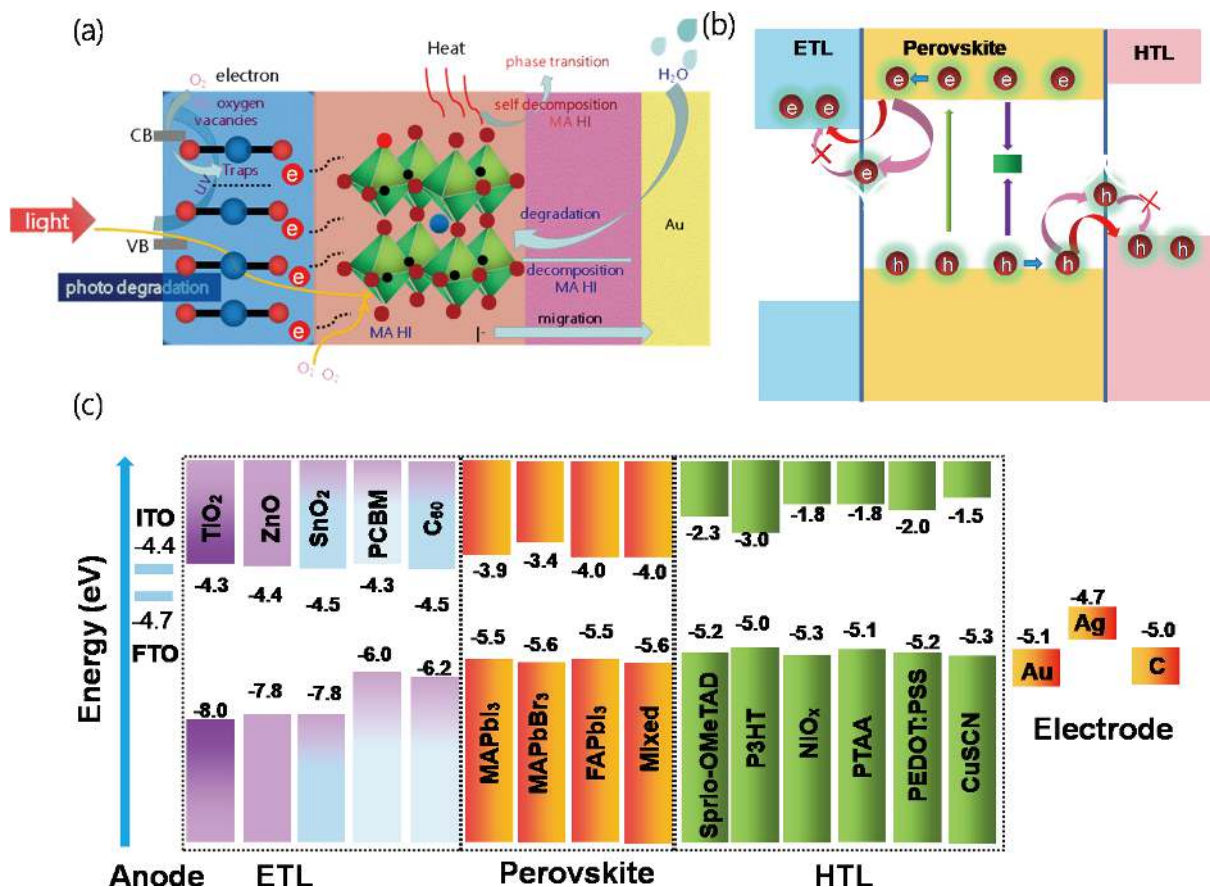 (a)
Heat
H₂O
O₂ electron
phase transition
oxygen
vacancies
self decomposition
MA HI
CB
Traps
UV
e
light
degradation
Au
VB
e
e
decomposition
MA HI
photo degradation
migration
e
MA HI
I⁻
O₂ O₂⁻
(b)
ETL
Perovskite
HTL
e e e e
e e
e
h
h h h h
h h
(c)
Energy (eV)
ITO
-4.4
-4.7
FTO
TiO₂
ZnO
SnO₂
PCBM
C₆₀
-4.3
-4.4
-4.5
-4.3
-4.5
-8.0
-7.8
-7.8
-6.0
-6.2
-3.9
-3.4
-4.0
-4.0
-5.5
-5.6
-5.5
-5.6
MAPbI₃
MAPbBr₃
FAPbI₃
Mixed
-2.3
-3.0
-1.8
-1.8
-2.0
-1.5
-5.2
-5.0
-5.3
-5.1
-5.2
-5.3
Sprio-OMeTAD
P3HT
NiOₓ
PTAA
PEDOT:PSS
CuSCN
-4.7
Ag
-5.1
Au
-5.0
C
Electrode
Anode
ETL
Perovskite
HTL